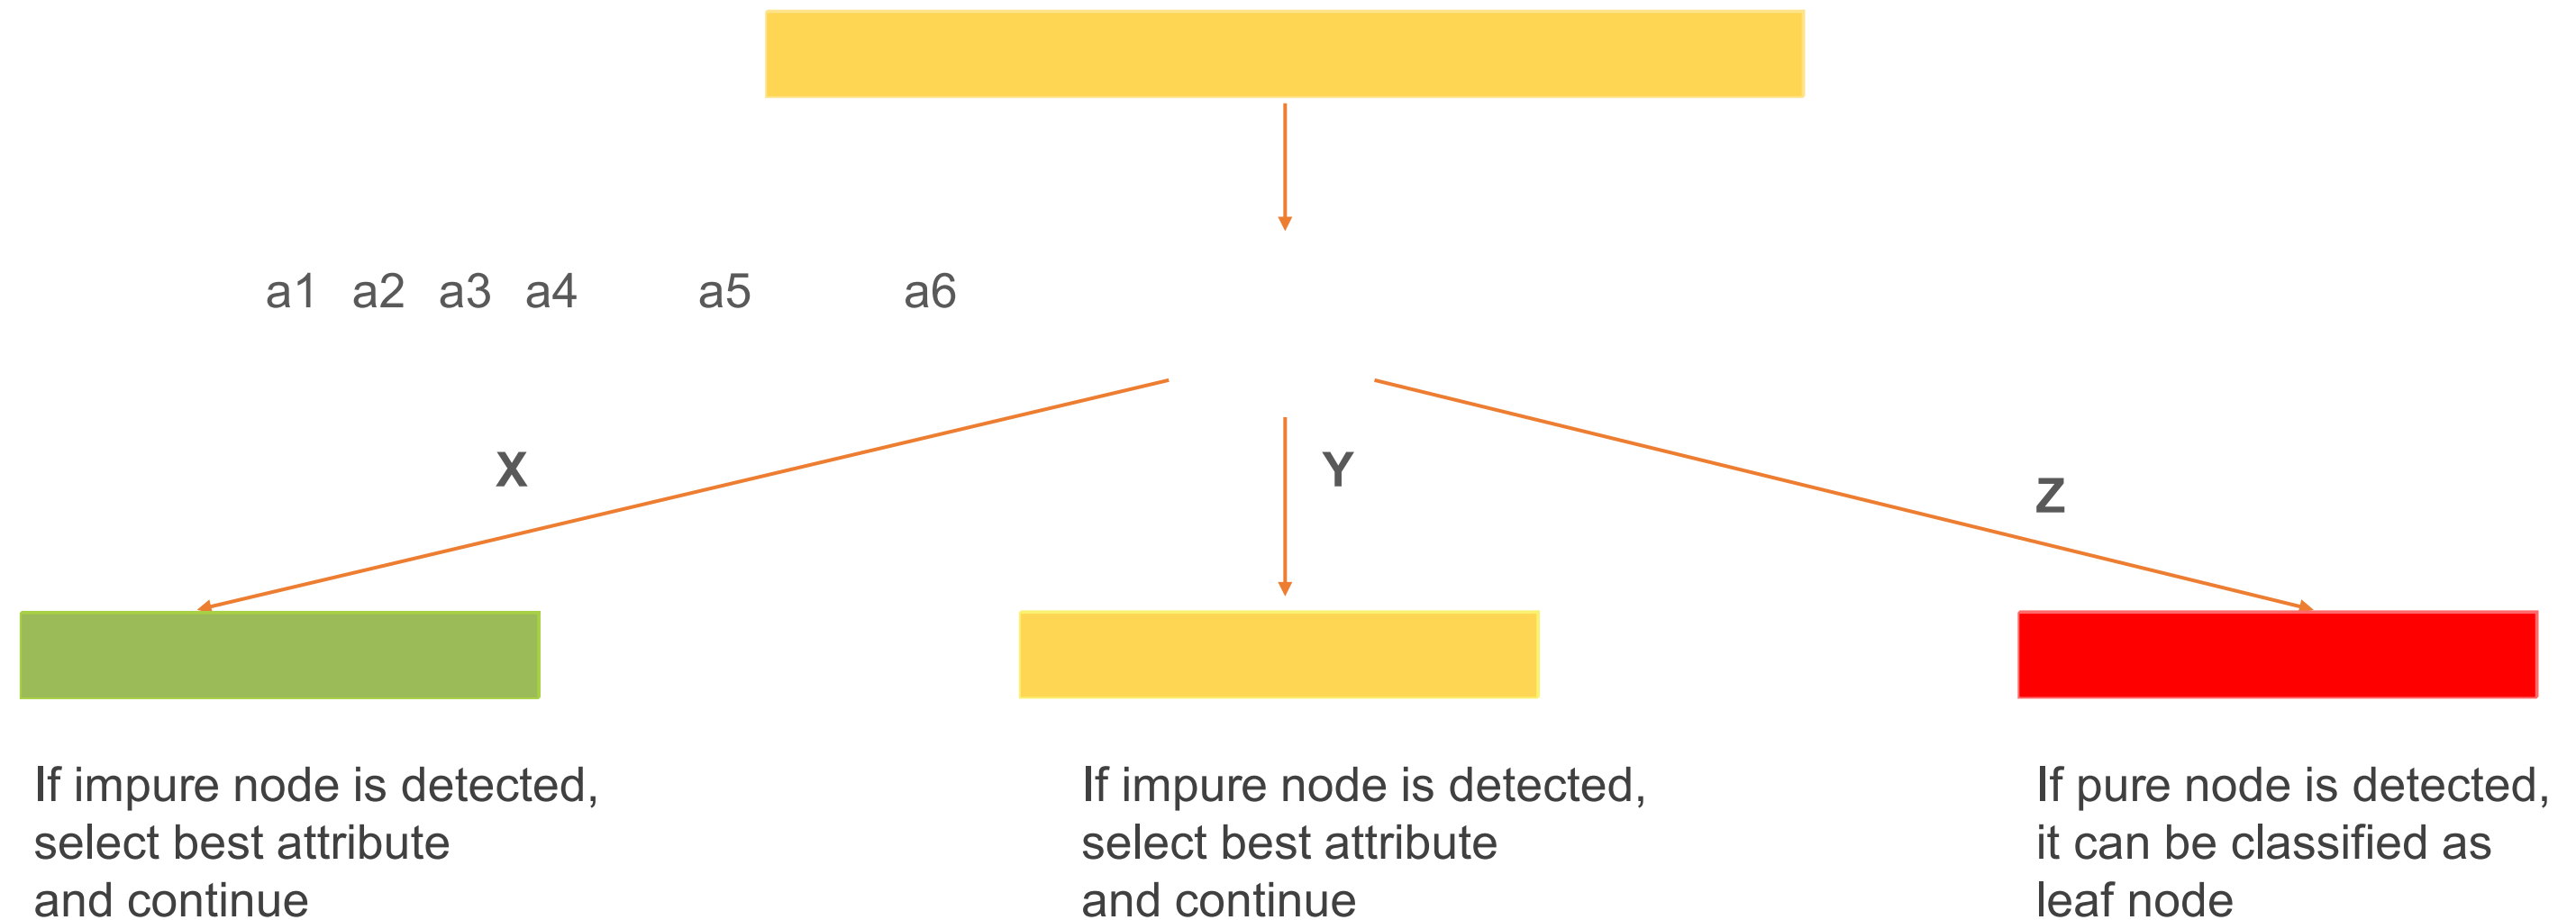 a1 a2 a3 a4 a5 a6
X
Y
Z
If impure node is detected,
select best attribute
and continue
If impure node is detected,
select best attribute
and continue
If pure node is detected,
it can be classified as
leaf node